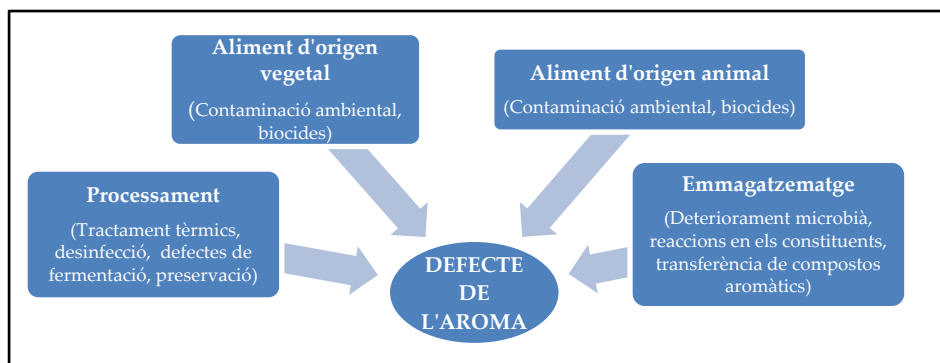 Aliment d'origen
vegetal
(Contaminació ambiental,
biocides)
Aliment d'origen animal
(Contaminació ambiental, biocides)
Processament
(Tractament tèrmics,
desinfecció, defectes de
fermentació, preservació)
Emmagatzematge
(Deteriorament microbià,
reaccions en els constituents,
transferència de compostos
aromàtics)
DEFECTE
DE
L'AROMA